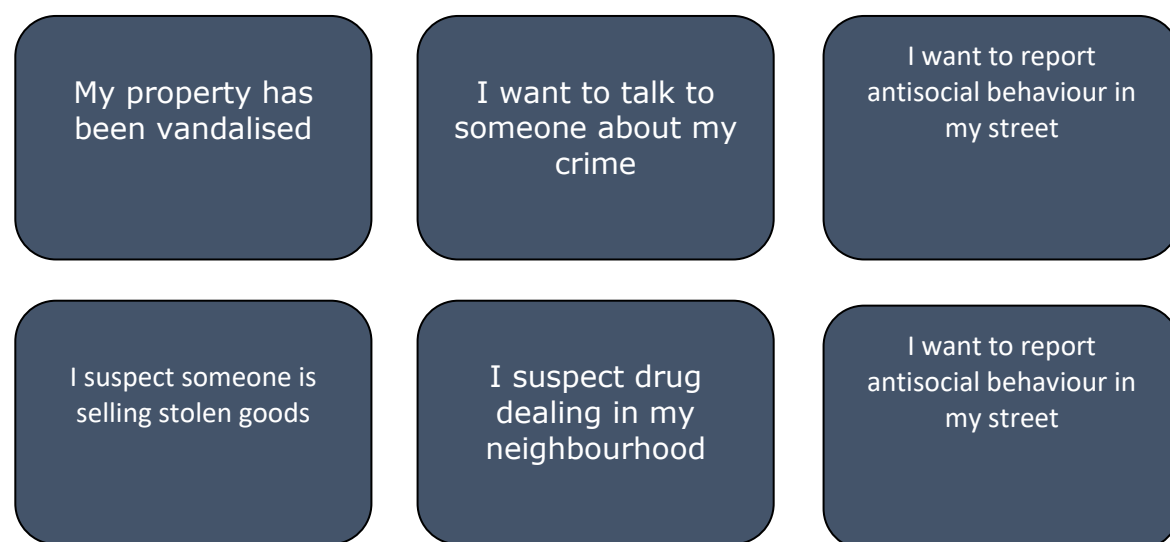 My property has
been vandalised
I want to talk to
someone about my
crime
I want to report
antisocial behaviour in
my street
I suspect someone is
selling stolen goods
I suspect drug
dealing in my
neighbourhood
I want to report
antisocial behaviour in
my street